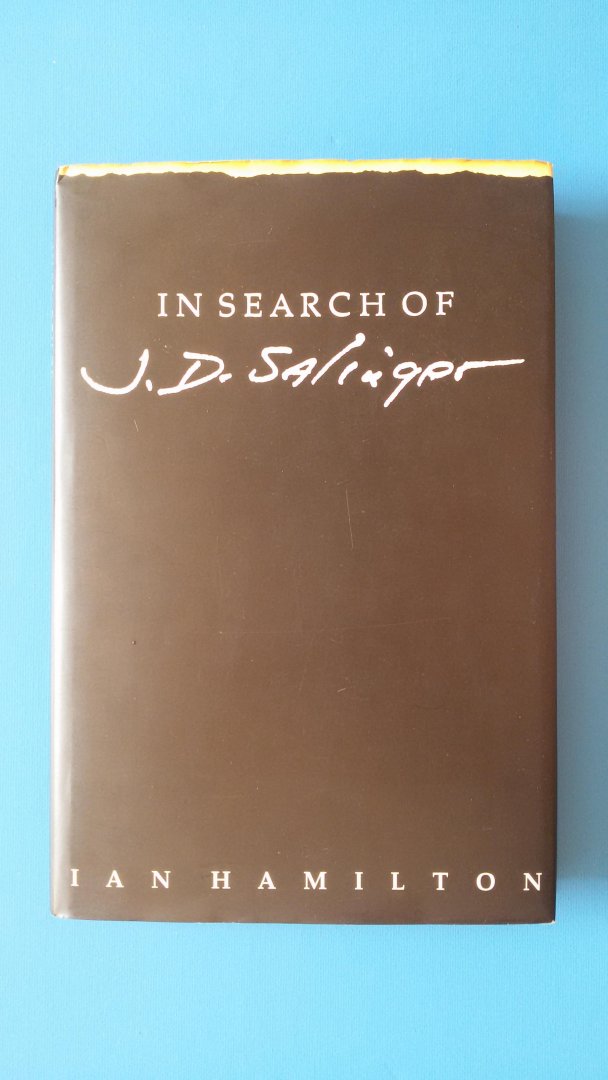 IN SEARCH OF
J. D. Salinger
IAN HAMILTON